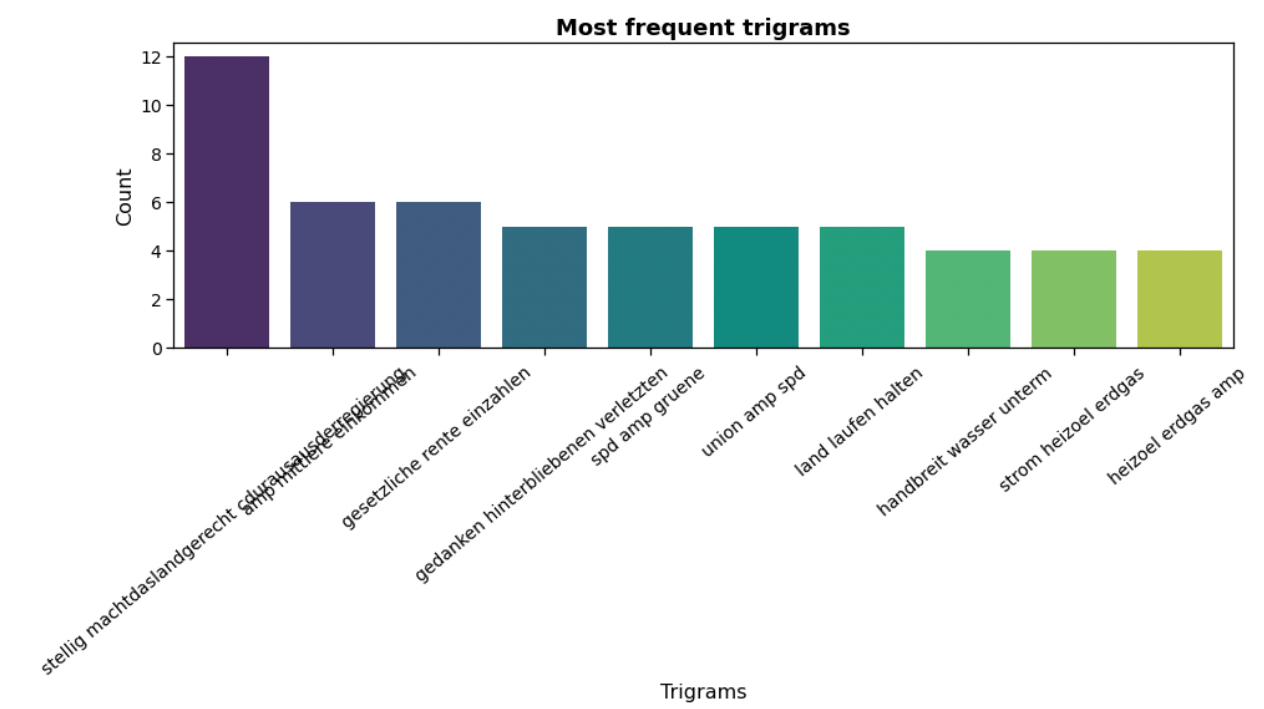 Most frequent trigrams
Count
12
10
8
6
4
2
0
stellig machtdaslandgerecht cdurausausderregierung
amp mittlere einkommen
gesetzliche rente einzahlen
gedanken hinterbliebenen verletzten
spd amp gruene
union amp spd
land laufen halten
handbreit wasser unterm
strom heizoel erdgas
heizoel erdgas amp
Trigrams